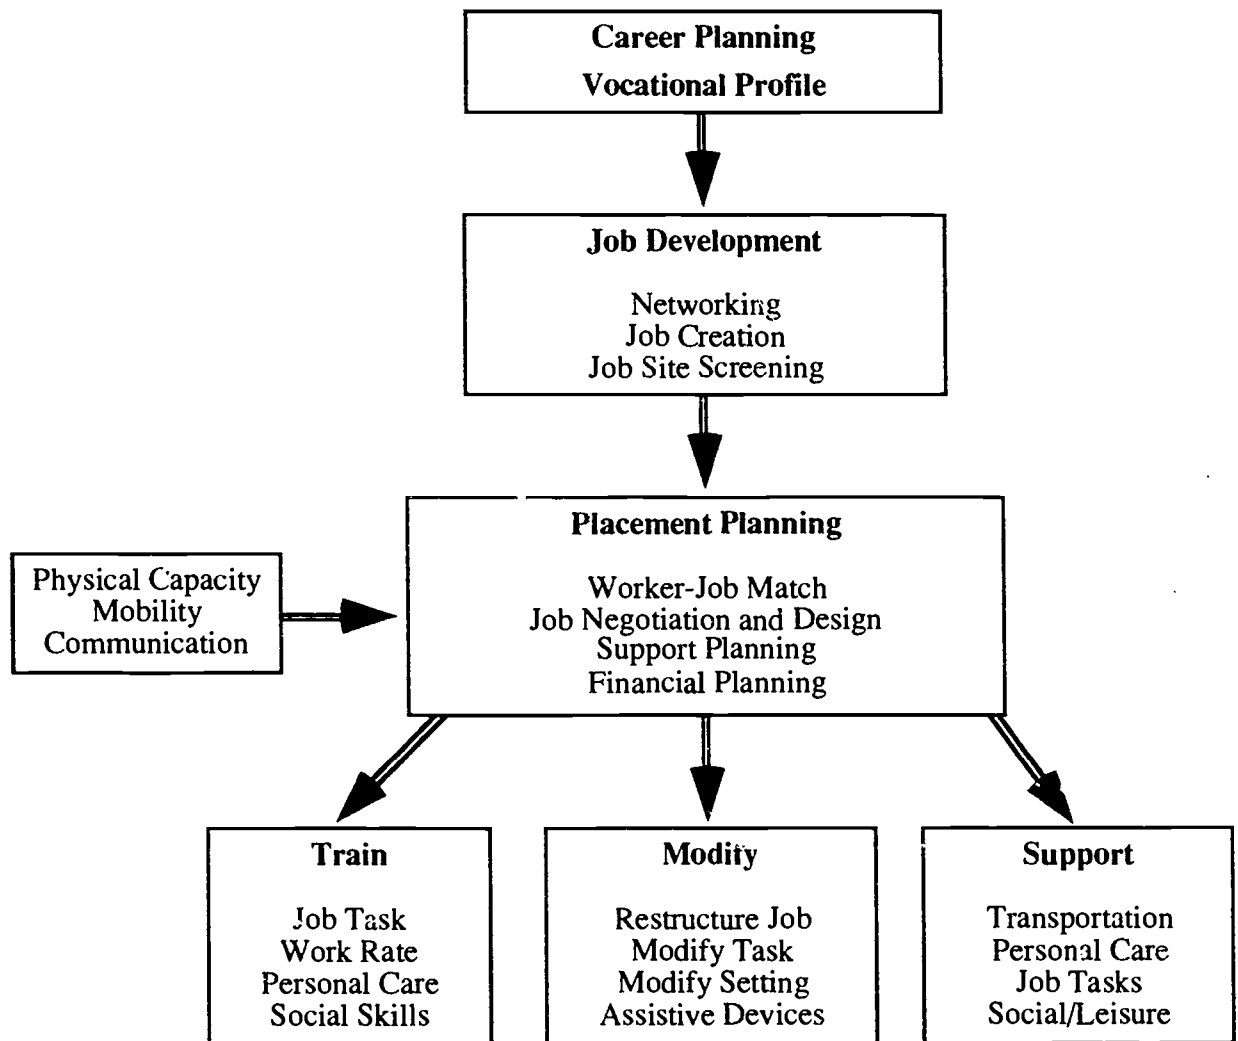 Career Planning
Vocational Profile
Job Development
Networking
Job Creation
Job Site Screening
Placement Planning
Worker-Job Match
Job Negotiation and Design
Support Planning
Financial Planning
Physical Capacity
Mobility
Communication
Train
Job Task
Work Rate
Personal Care
Social Skills
Modify
Restructure Job
Modify Task
Modify Setting
Assistive Devices
Support
Transportation
Personal Care
Job Tasks
Social/Leisure